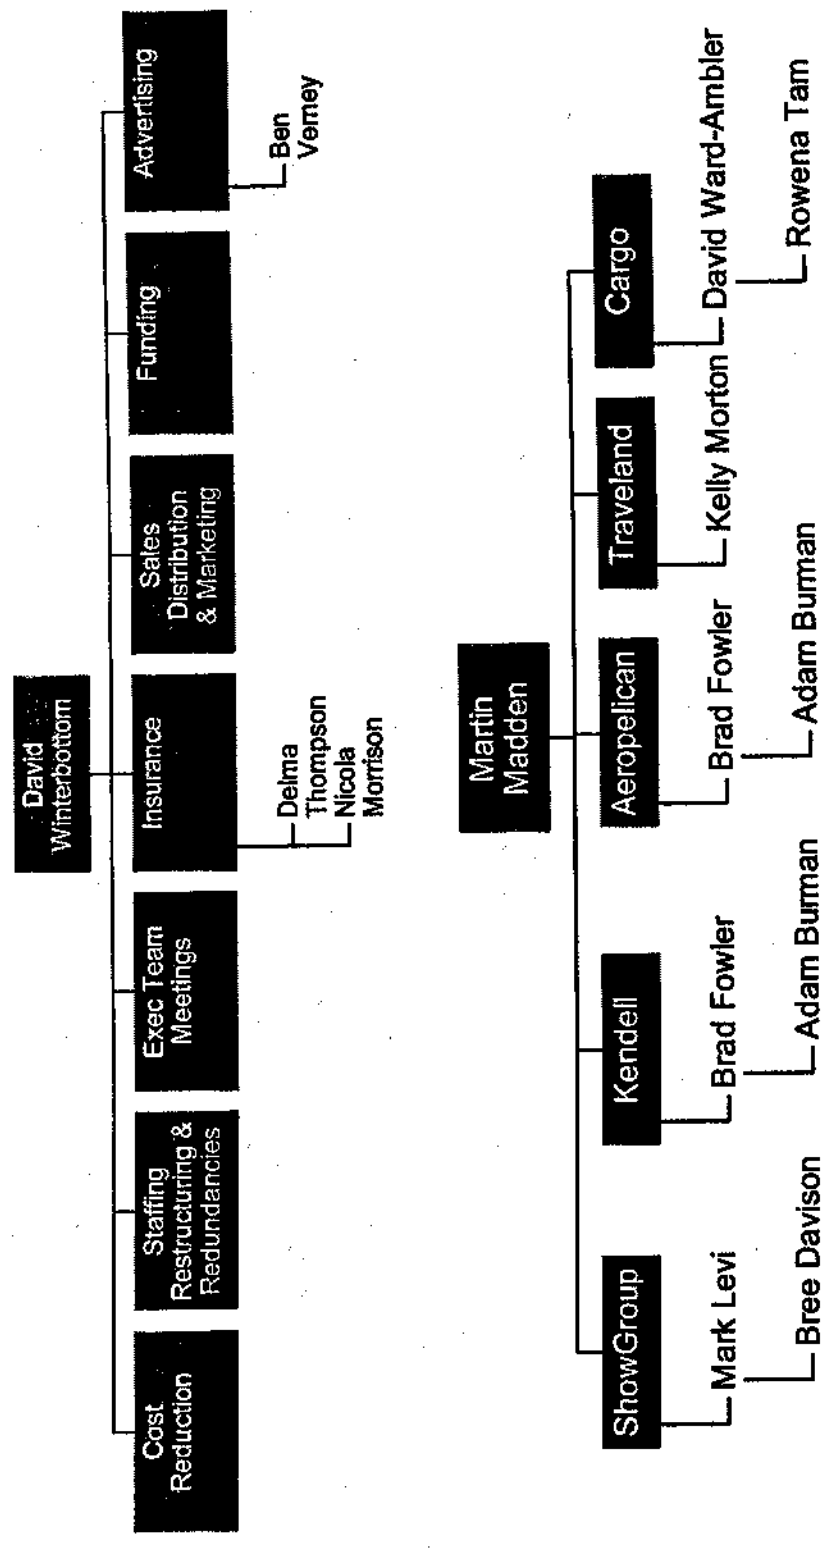 David
Winterbottom
Cost
Reduction
Staffing
Restructuring &
Redundancies
Exec Team
Meetings
Insurance
Delma
Thompson
Nicola
Morrison
Sales
Distribution
& Marketing
Funding
Advertising
Ben
Verney
Martin
Madden
ShowGroup
Mark Levi
Bree Davison
Kendell
Brad Fowler
Adam Burman
Aeropelican
Brad Fowler
Adam Burman
Traveland
Kelly Morton
Cargo
David Ward-Ambler
Rowena Tam